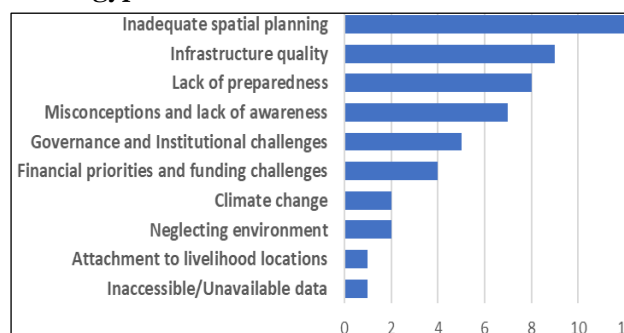 Inadequate spatial planning
Infrastructure quality
Lack of preparedness
Misconceptions and lack of awareness
Governance and Institutional challenges
Financial priorities and funding challenges
Climate change
Neglecting environment
Attachment to livelihood locations
Inaccessible/Unavailable data
0 2 4 6 8 10